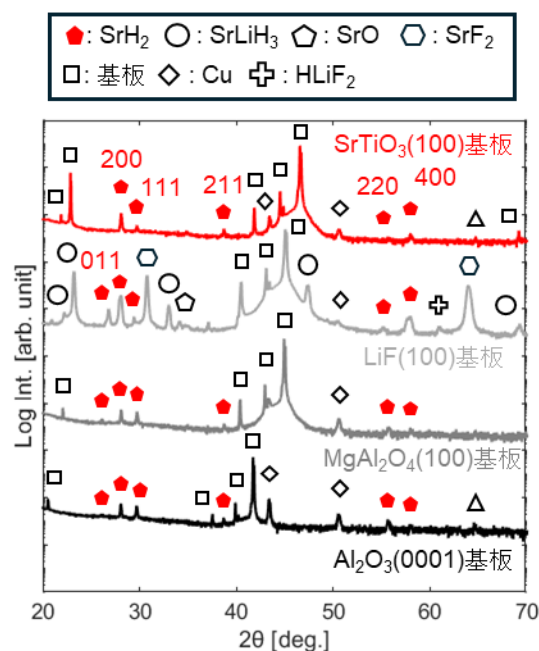 : SrH₂ : SrLiH₃ : SrO : SrF₂
: 基板 : Cu : HLiF₂
SrTiO₃(100)基板
200
111
211
220
400
011
LiF(100)基板
MgAl₂O₄(100)基板
Al₂O₃(0001)基板
Log Int. [arb. unit]
20 30 40 50 60 70
2θ [deg.]